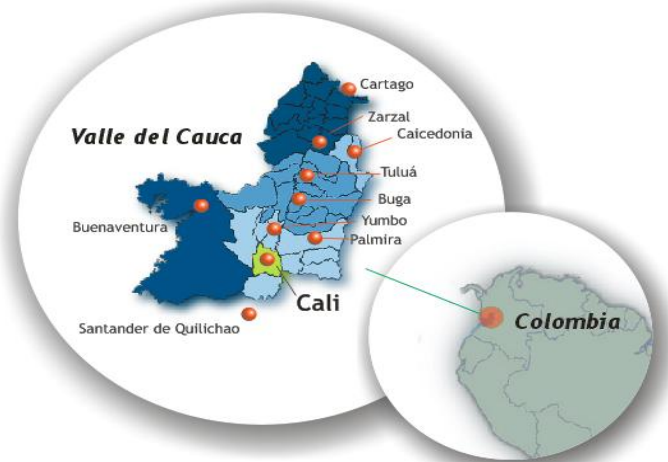 Cartago
Zarzal
Valle del Cauca
Caicedonia
Tuluá
Buga
Buenaventura
Yumbo
Palmira
Cali
Santander de Quilichao
Colombia